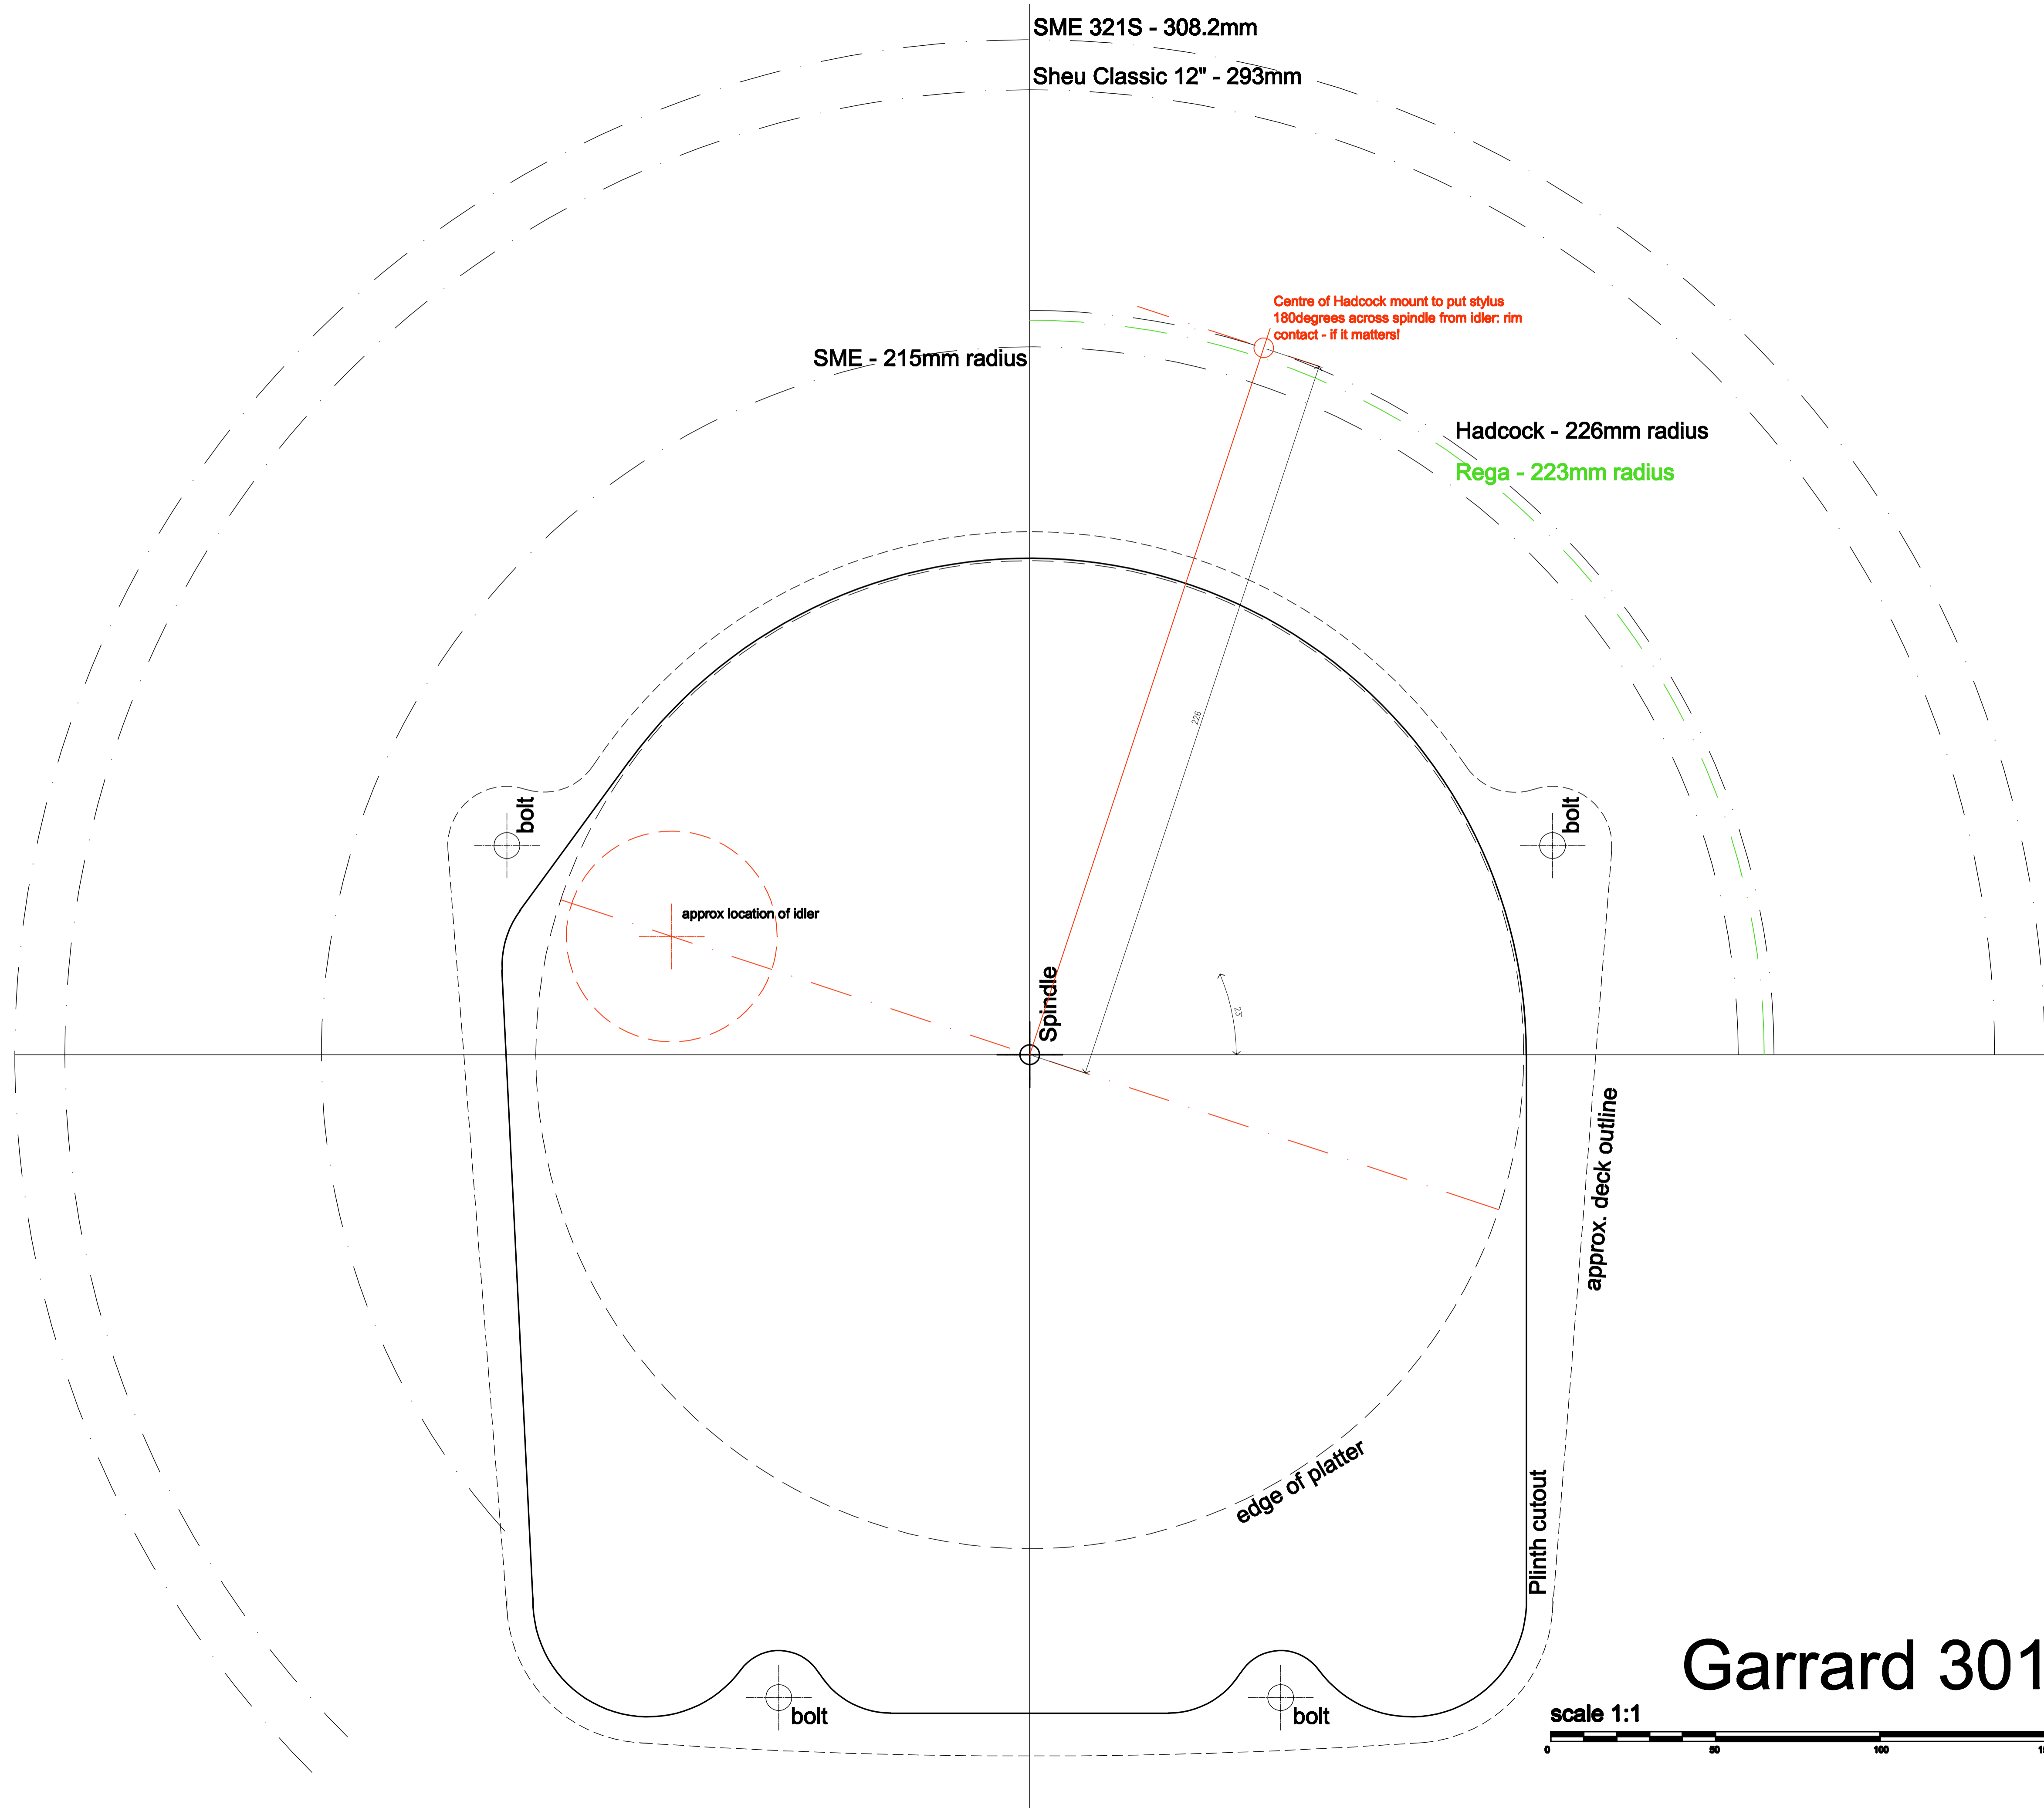 SME 321S - 308.2mm
Sheu Classic 12" - 293mm
Centre of Hadcock mount to put stylus
180degrees across spindle from idler: rim
contact - if it matters!
SME - 215mm radius
Hadcock - 226mm radius
Rega - 223mm radius
226
bolt
bolt
approx location of idler
Spindle
23°
approx. deck outline
edge of platter
Plinth cutout
bolt
bolt
Garrard 301
scale 1:1
0
50
100